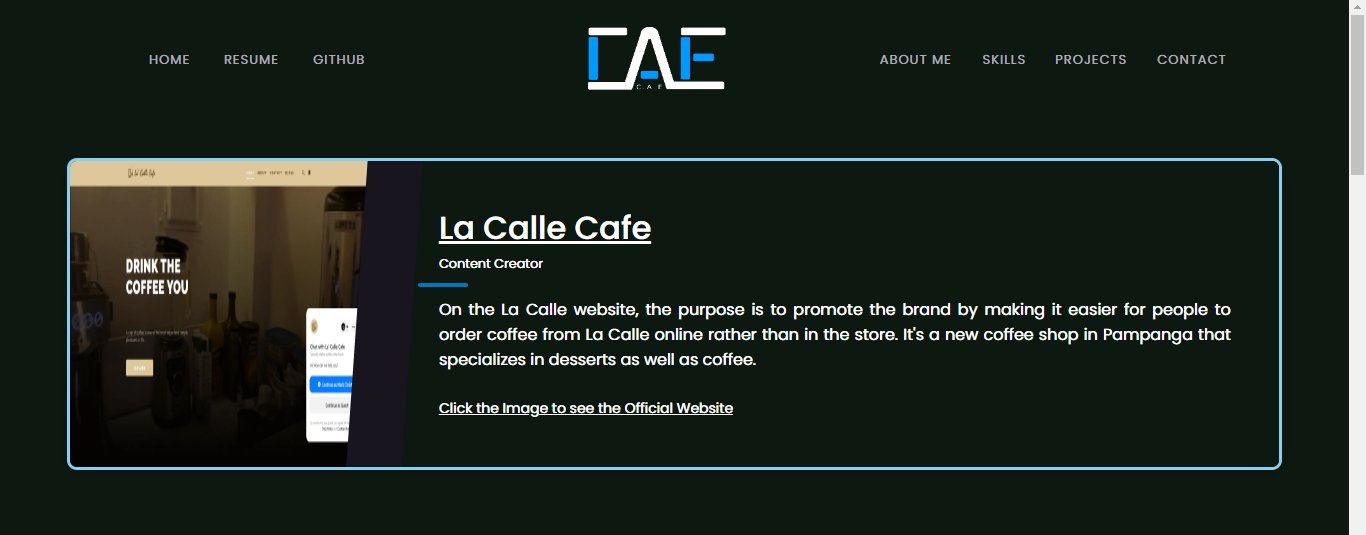 HOME RESUME GITHUB
CAE
C.A.E
ABOUT ME SKILLS PROJECTS CONTACT
La Calle Cafe
DRINK THE
COFFEE YOU
Chat with La' Calle Cafe
Continue as Guest
La Calle Cafe
Content Creator
On the La Calle website, the purpose is to promote the brand by making it easier for people to
order coffee from La Calle online rather than in the store. It's a new coffee shop in Pampanga that
specializes in desserts as well as coffee.
Click the Image to see the Official Website